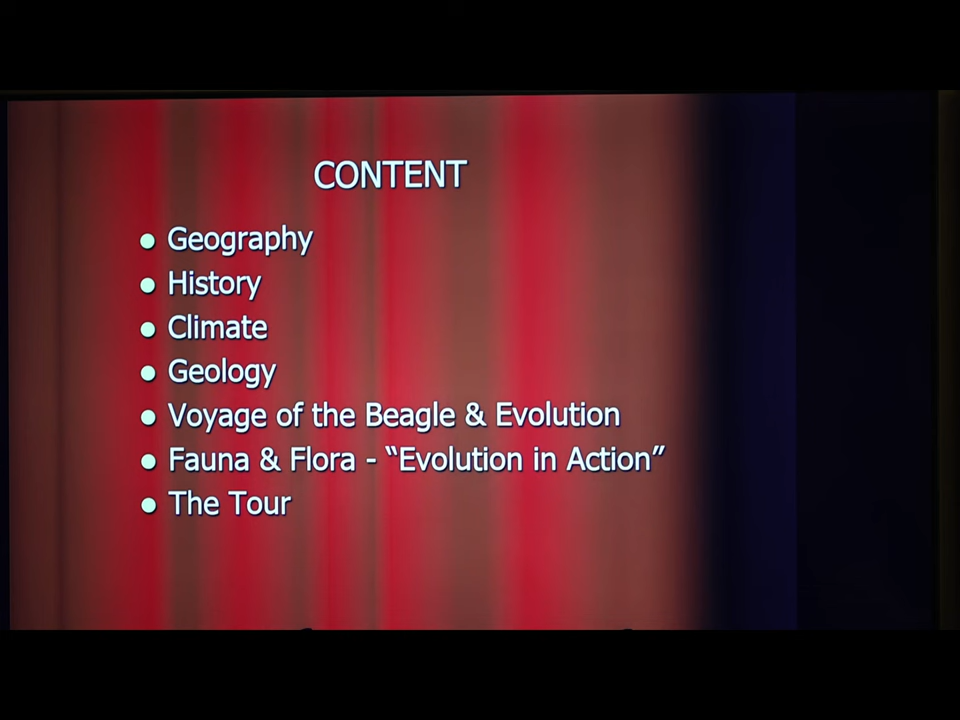 CONTENT
● Geography
● History
● Climate
● Geology
● Voyage of the Beagle & Evolution
● Fauna & Flora - “Evolution in Action”
● The Tour